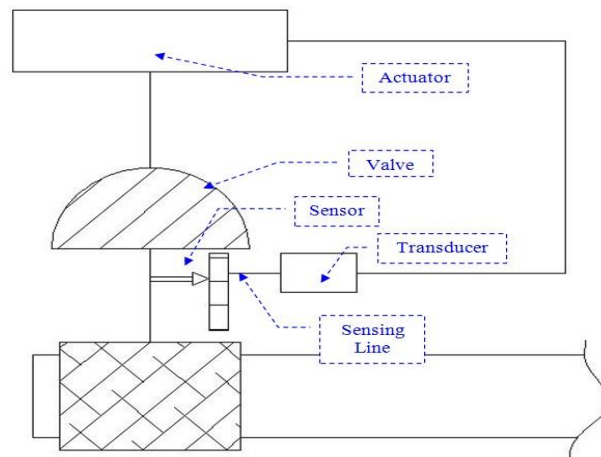 Actuator
Valve
Sensor
Transducer
Sensing
Line